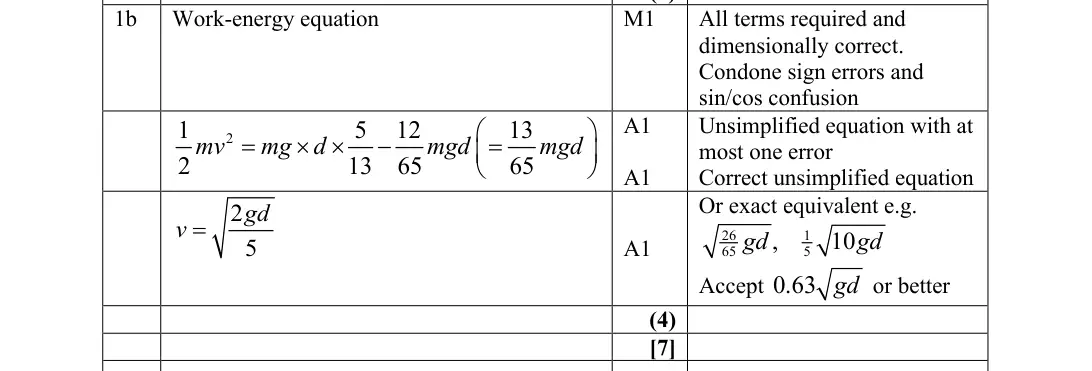 1b Work-energy equation M1 All terms required and
dimensionally correct.
Condone sign errors and
sin/cos confusion
1/2 mv² = mg × d × 5/13 − 12/65 mgd ( = 13/65 mgd ) A1 Unsimplified equation with at
most one error
A1 Correct unsimplified equation
v = √(2gd/5) A1 Or exact equivalent e.g.
√(26/65 gd), 1/5 √(10gd)
Accept 0.63√(gd) or better
(4)
[7]